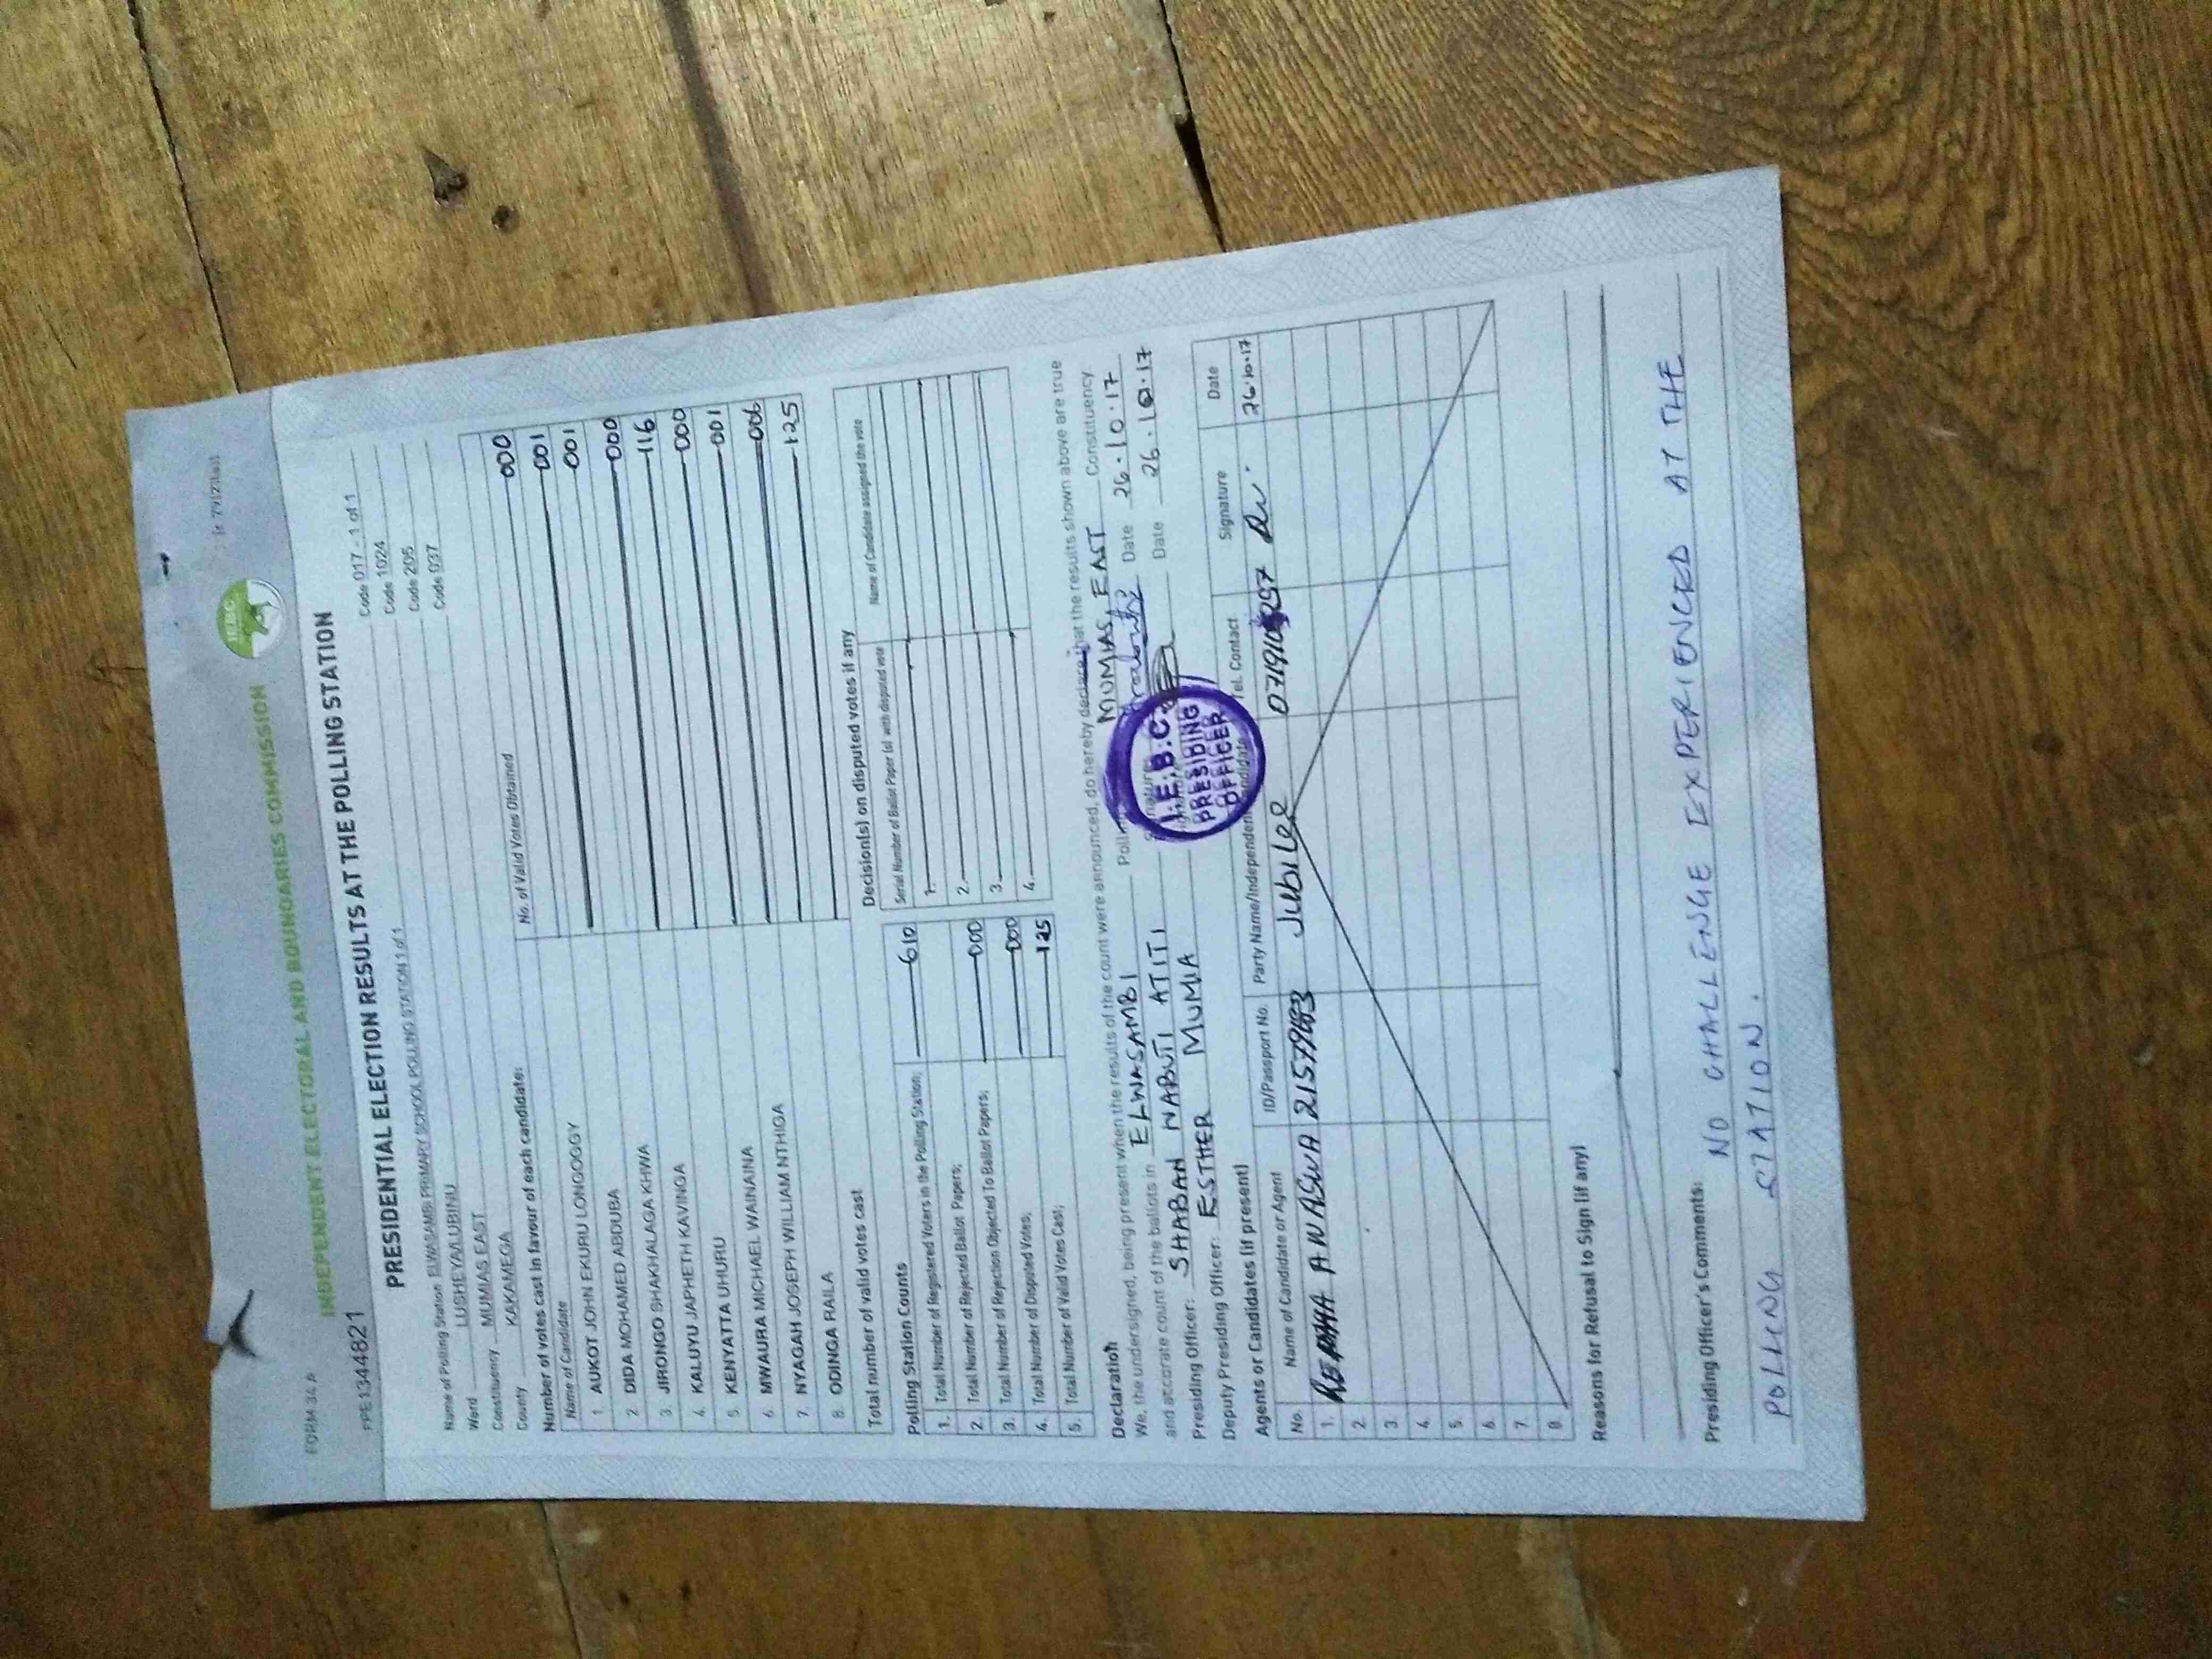 FORM 34A
INDEPENDENT ELECTORAL AND BOUNDARIES COMMISSION
IEBC
PPE1344821
PRESIDENTIAL ELECTION RESULTS AT THE POLLING STATION
Name of Polling Station ELWASAMBI PRIMARY SCHOOL POLLING STATION 1 of 1 Code 017 - 1 of 1
Ward LUSHEYA/LUBINU Code 1024
Constituency MUMIAS EAST Code 205
County KAKAMEGA Code 037
Number of votes cast in favour of each candidate:
Name of Candidate No. of Valid Votes Obtained
1. AUKOT JOHN EKURU LONGOGGY 000
2. DIDA MOHAMED ABDUBA 001
3. JIRONGO SHAKHALAGA KHWA 001
4. KALUYU JAPHETH KAVINGA 000
5. KENYATTA UHURU 116
6. MWAURA MICHAEL WAINAINA 000
7. NYAGAH JOSEPH WILLIAM NTHIGA 001
8. ODINGA RAILA 006
Total number of valid votes cast 125
Polling Station Counts
1. Total Number of Registered Voters in the Polling Station; 610
2. Total Number of Rejected Ballot Papers; 000
3. Total Number of Rejection Objected To Ballot Papers; 000
4. Total Number of Disputed Votes; 000
5. Total Number of Valid Votes Cast; 125
Decision(s) on disputed votes if any
Serial Number of Ballot Paper (s) with disputed vote Name of Candidate assigned the vote
1.
2.
3.
4.
Declaration
We, the undersigned, being present when the results of the count were announced, do hereby declare that the results shown above are true
and accurate count of the ballots in ELWASAMBI Polling MUMIAS EAST Constituency
Presiding Officer: SHABAN WABUTI ATITI Date 26.10.17
Deputy Presiding Officer: ESTHER MUMIA Date 26.10.17
I.E.B.C.
PRESIDING
OFFICER
Agents or Candidates (if present)
No. Name of Candidate or Agent ID/Passport No. Party Name/Independent Candidate Tel. Contact Signature Date
1. ANASWA Jubilee 26.10.17
2.
3.
4.
5.
6.
7.
8.
Reasons for Refusal to Sign (if any)
Presiding Officer's Comments: NO CHALLENGE EXPERIENCED AT THE
POLLING STATION.